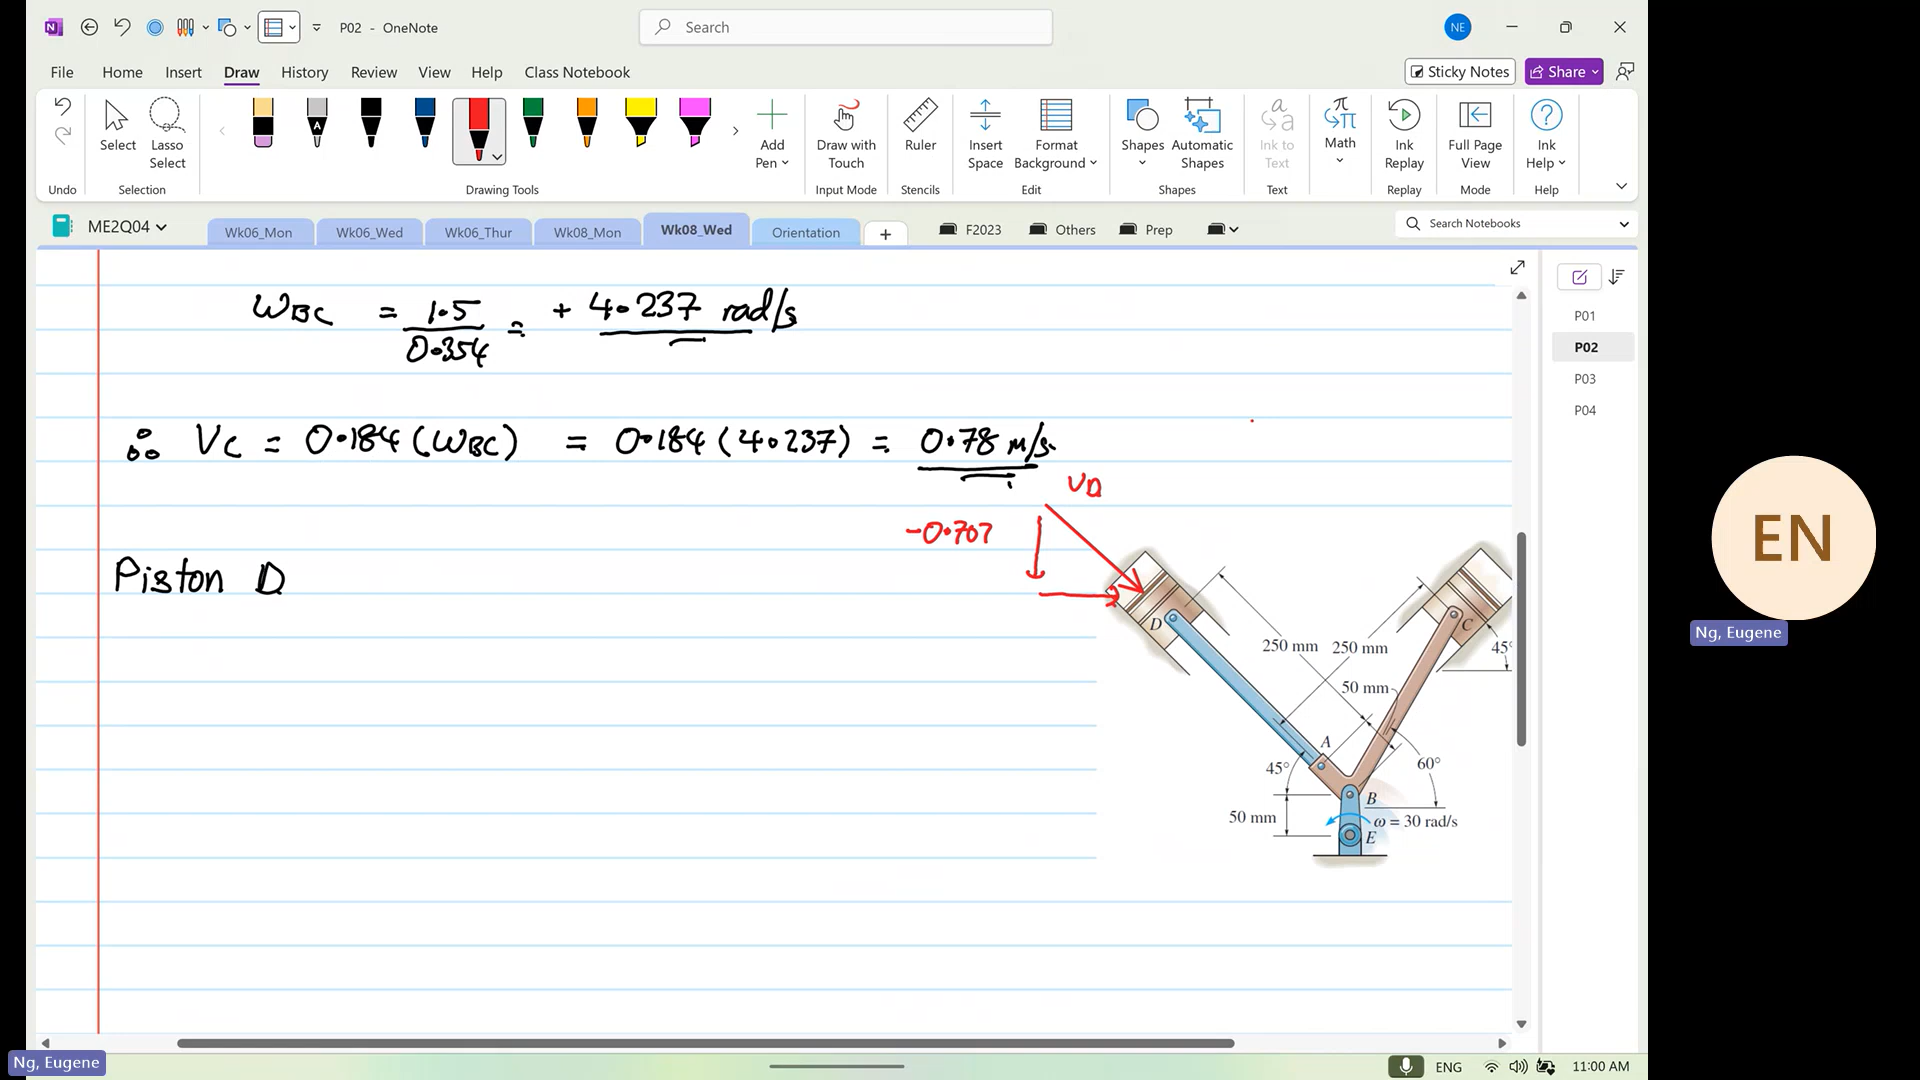 P02 - OneNote
Search
NE
File Home Insert Draw History Review View Help Class Notebook
Sticky Notes
Share
Select
Lasso Select
Add Pen
Draw with Touch
Ruler
Insert Space
Format Background
Shapes
Automatic Shapes
Ink to Text
Math
Ink Replay
Full Page View
Ink Help
Undo
Selection
Drawing Tools
Input Mode
Stencils
Edit
Shapes
Text
Replay
Mode
Help
ME2Q04
Wk06_Mon
Wk06_Wed
Wk06_Thur
Wk08_Mon
Wk08_Wed
Orientation
F2023
Others
Prep
Search Notebooks
P01
P02
P03
P04
ωBC = 1.5 / 0.354 = + 4.237 rad/s
∴ VC = 0.184 (ωBC) = 0.184 (4.237) = 0.78 m/s
VD
-0.707
Piston D
D
C
250 mm
250 mm
45°
50 mm
A
45°
60°
B
50 mm
ω = 30 rad/s
E
EN
Ng, Eugene
Ng, Eugene
ENG
11:00 AM